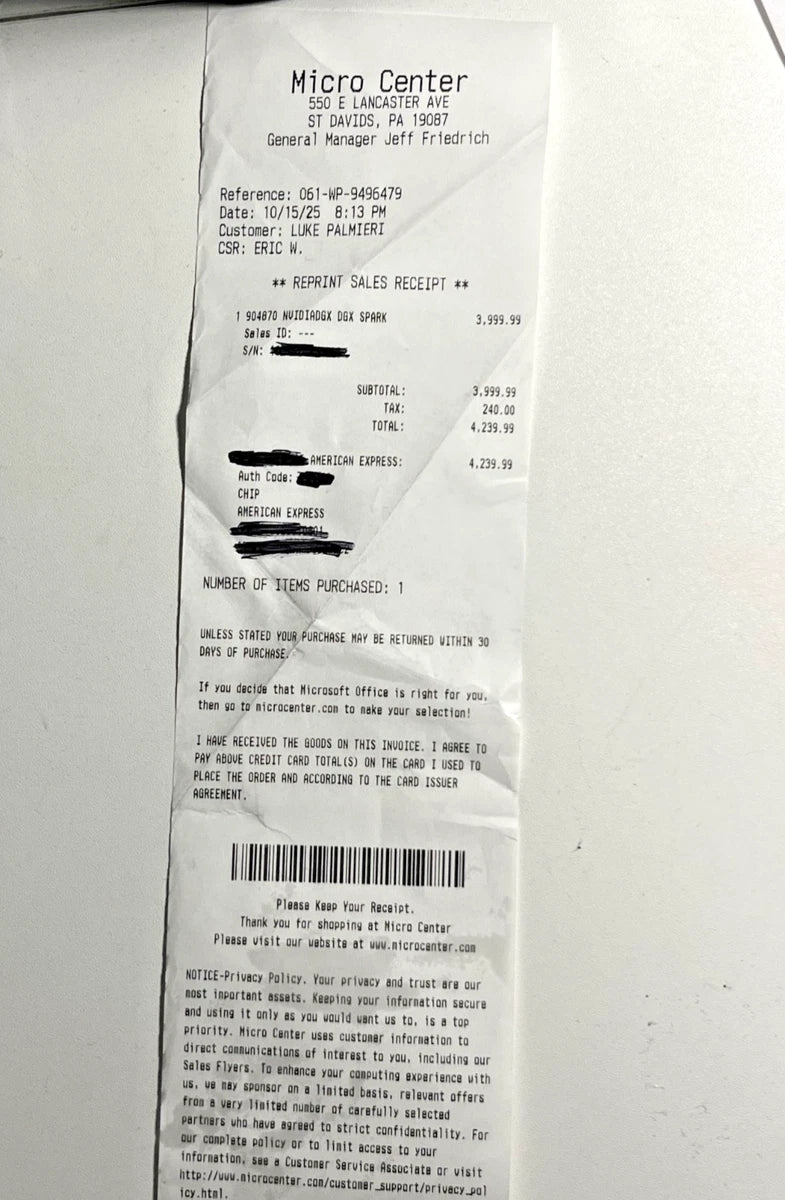 Micro Center
550 E LANCASTER AVE
ST DAVIDS, PA 19087
General Manager Jeff Friedrich
Reference: 061-WP-9496479
Date: 10/15/25 8:13 PM
Customer: LUKE PALMIERI
CSR: ERIC W.
** REPRINT SALES RECEIPT **
1 904870 NVIDIADGX DGX SPARK 3,999.99
Sales ID: ---
S/N:
SUBTOTAL: 3,999.99
TAX: 240.00
TOTAL: 4,239.99
AMERICAN EXPRESS: 4,239.99
Auth Code:
CHIP
AMERICAN EXPRESS
NUMBER OF ITEMS PURCHASED: 1
UNLESS STATED YOUR PURCHASE MAY BE RETURNED WITHIN 30
DAYS OF PURCHASE.
If you decide that Microsoft Office is right for you,
then go to microcenter.com to make your selection!
I HAVE RECEIVED THE GOODS ON THIS INVOICE. I AGREE TO
PAY ABOVE CREDIT CARD TOTAL(S) ON THE CARD I USED TO
PLACE THE ORDER AND ACCORDING TO THE CARD ISSUER
AGREEMENT.
Please Keep Your Receipt.
Thank you for shopping at Micro Center
Please visit our website at www.microcenter.com
NOTICE-Privacy Policy. Your privacy and trust are our
most important assets. Keeping your information secure
and using it only as you would want us to, is a top
priority. Micro Center uses customer information to
direct communications of interest to you, including our
Sales Flyers. To enhance your computing experience with
us, we may sponsor on a limited basis, relevant offers
from a very limited number of carefully selected
partners who have agreed to strict confidentiality. For
our complete policy or to limit access to your
information, see a Customer Service Associate or visit
http://www.microcenter.com/customer_support/privacy_pol
icy.html.